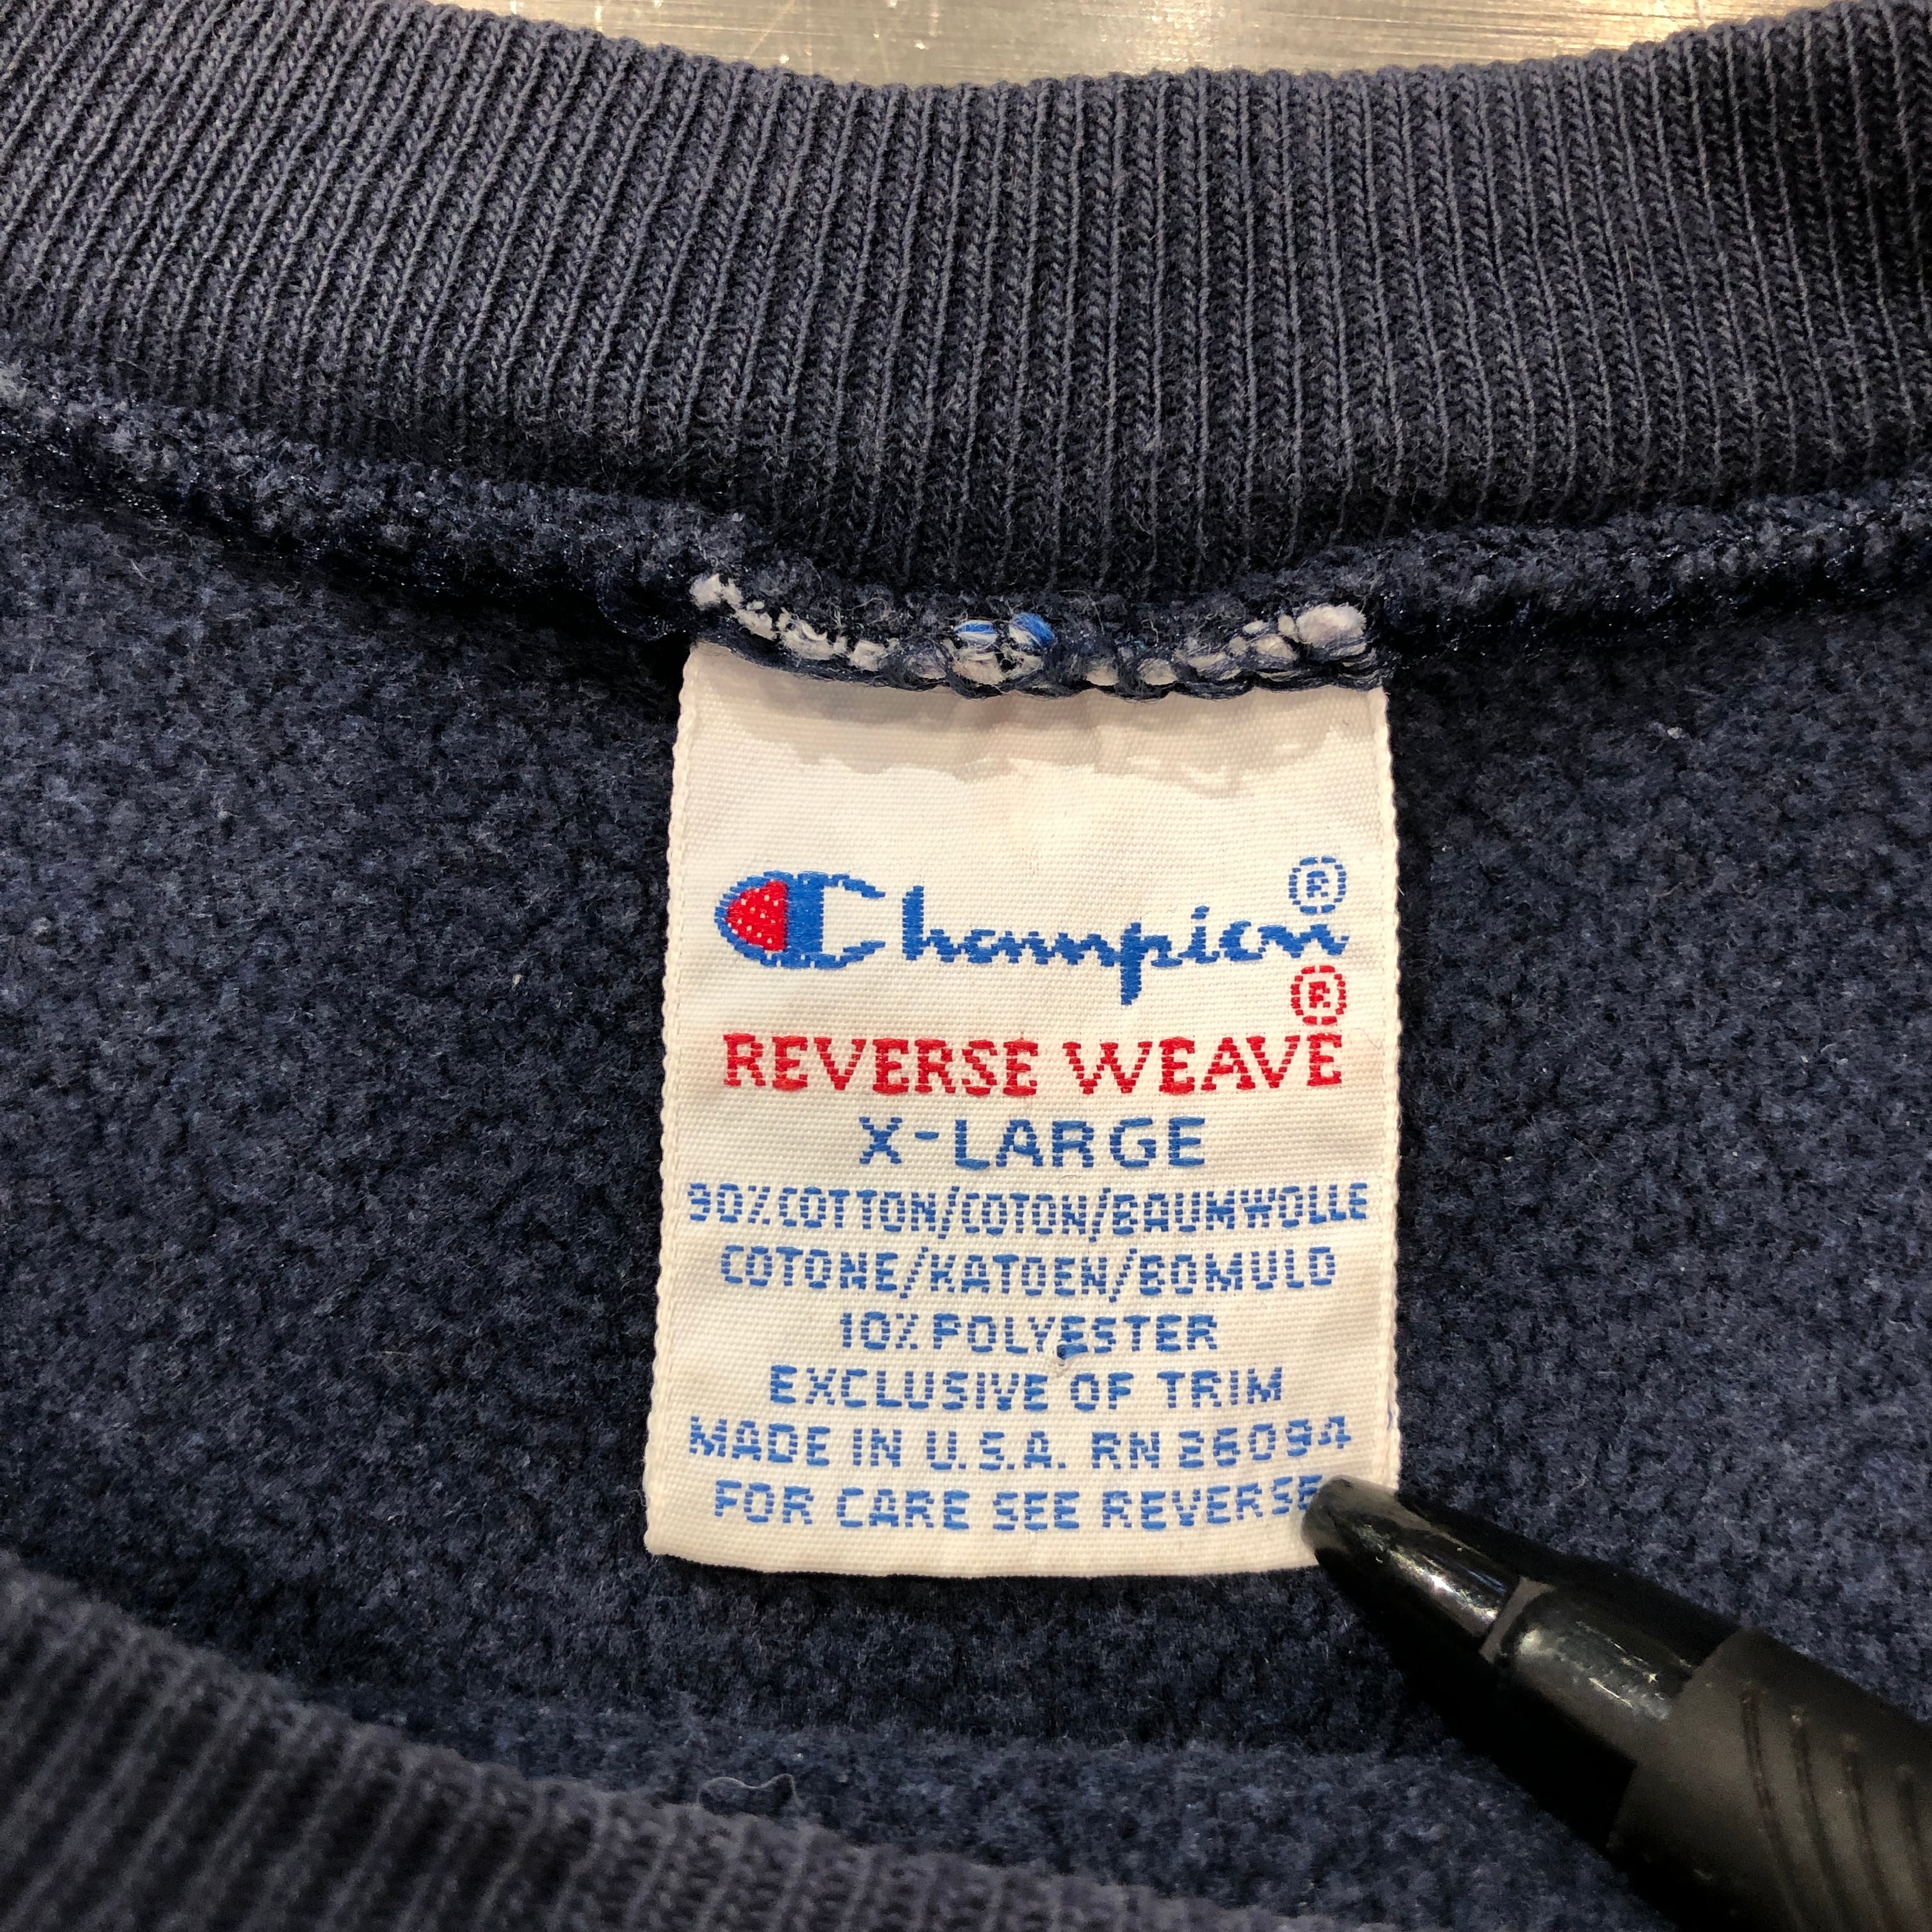 Champion®
®
REVERSE WEAVE
X-LARGE
90% COTTON/COTON/BAUMWOLLE
COTONE/KATOEN/BOMULD
10% POLYESTER
EXCLUSIVE OF TRIM
MADE IN U.S.A. RN 26094
FOR CARE SEE REVERSE